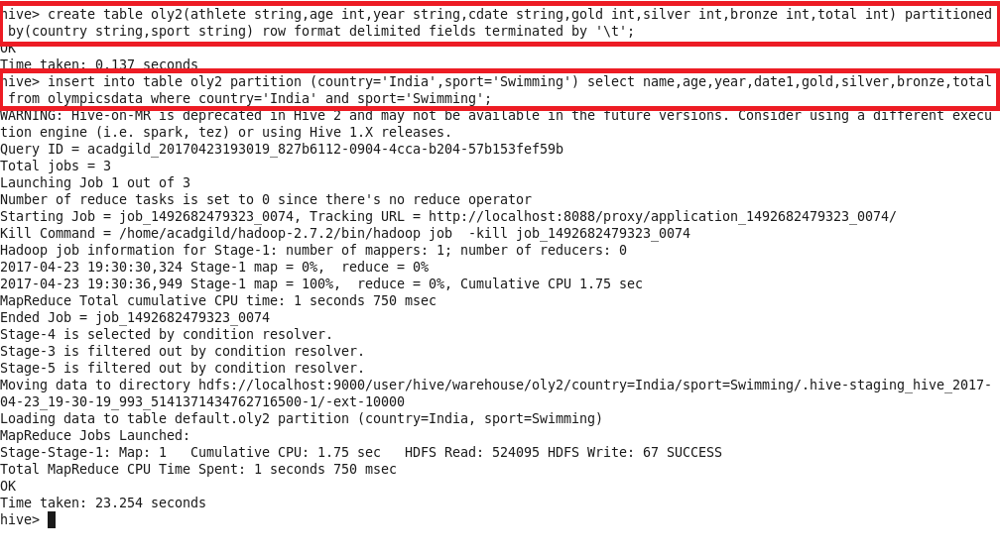 hive> create table oly2(athlete string,age int,year string,cdate string,gold int,silver int,bronze int,total int) partitioned
by(country string,sport string) row format delimited fields terminated by '\t';
OK
Time taken: 0.137 seconds
hive> insert into table oly2 partition (country='India',sport='Swimming') select name,age,year,date1,gold,silver,bronze,total
from olympicsdata where country='India' and sport='Swimming';
WARNING: Hive-on-MR is deprecated in Hive 2 and may not be available in the future versions. Consider using a different execu
tion engine (i.e. spark, tez) or using Hive 1.X releases.
Query ID = acadgild_20170423193019_827b6112-0904-4cca-b204-57b153fef59b
Total jobs = 3
Launching Job 1 out of 3
Number of reduce tasks is set to 0 since there's no reduce operator
Starting Job = job_1492682479323_0074, Tracking URL = http://localhost:8088/proxy/application_1492682479323_0074/
Kill Command = /home/acadgild/hadoop-2.7.2/bin/hadoop job  -kill job_1492682479323_0074
Hadoop job information for Stage-1: number of mappers: 1; number of reducers: 0
2017-04-23 19:30:30,324 Stage-1 map = 0%,  reduce = 0%
2017-04-23 19:30:36,949 Stage-1 map = 100%,  reduce = 0%, Cumulative CPU 1.75 sec
MapReduce Total cumulative CPU time: 1 seconds 750 msec
Ended Job = job_1492682479323_0074
Stage-4 is selected by condition resolver.
Stage-3 is filtered out by condition resolver.
Stage-5 is filtered out by condition resolver.
Moving data to directory hdfs://localhost:9000/user/hive/warehouse/oly2/country=India/sport=Swimming/.hive-staging_hive_2017-
04-23_19-30-19_993_5141371434762716500-1/-ext-10000
Loading data to table default.oly2 partition (country=India, sport=Swimming)
MapReduce Jobs Launched:
Stage-Stage-1: Map: 1   Cumulative CPU: 1.75 sec   HDFS Read: 524095 HDFS Write: 67 SUCCESS
Total MapReduce CPU Time Spent: 1 seconds 750 msec
OK
Time taken: 23.254 seconds
hive>